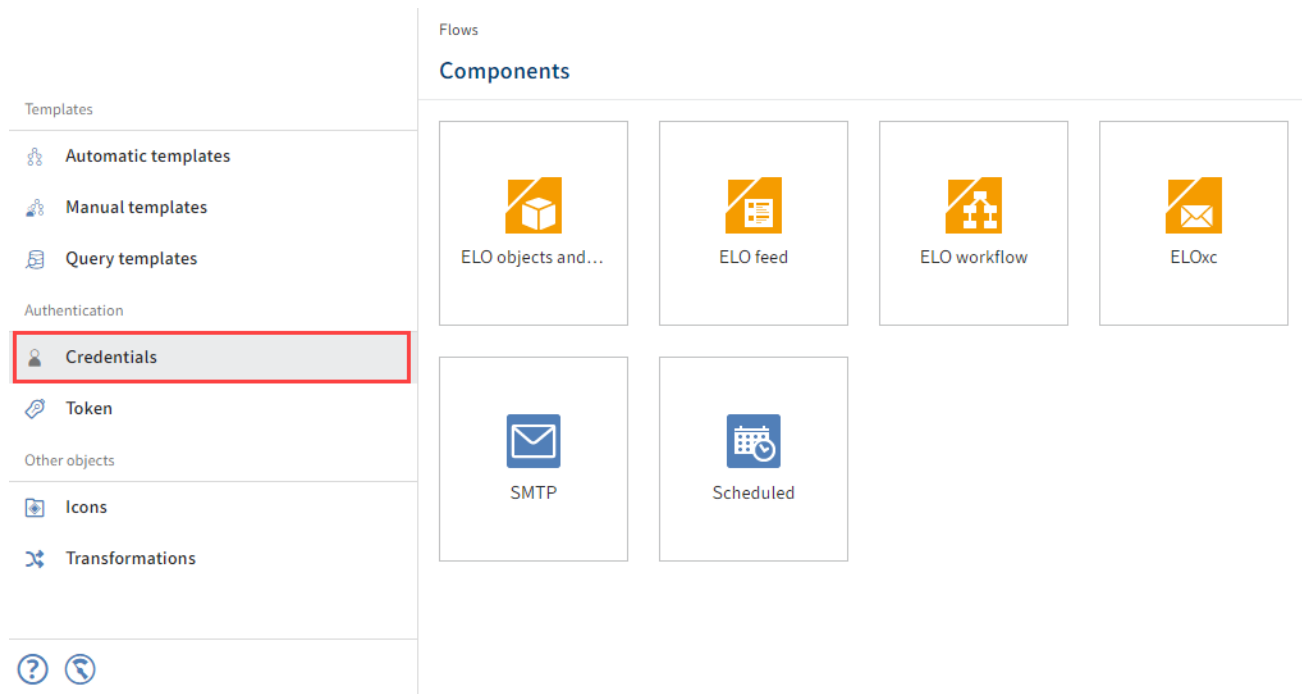 Templates
Automatic templates
Manual templates
Query templates
Authentication
Credentials
Token
Other objects
Icons
Transformations
?
Flows
Components
ELO objects and...
ELO feed
ELO workflow
ELOxc
SMTP
Scheduled